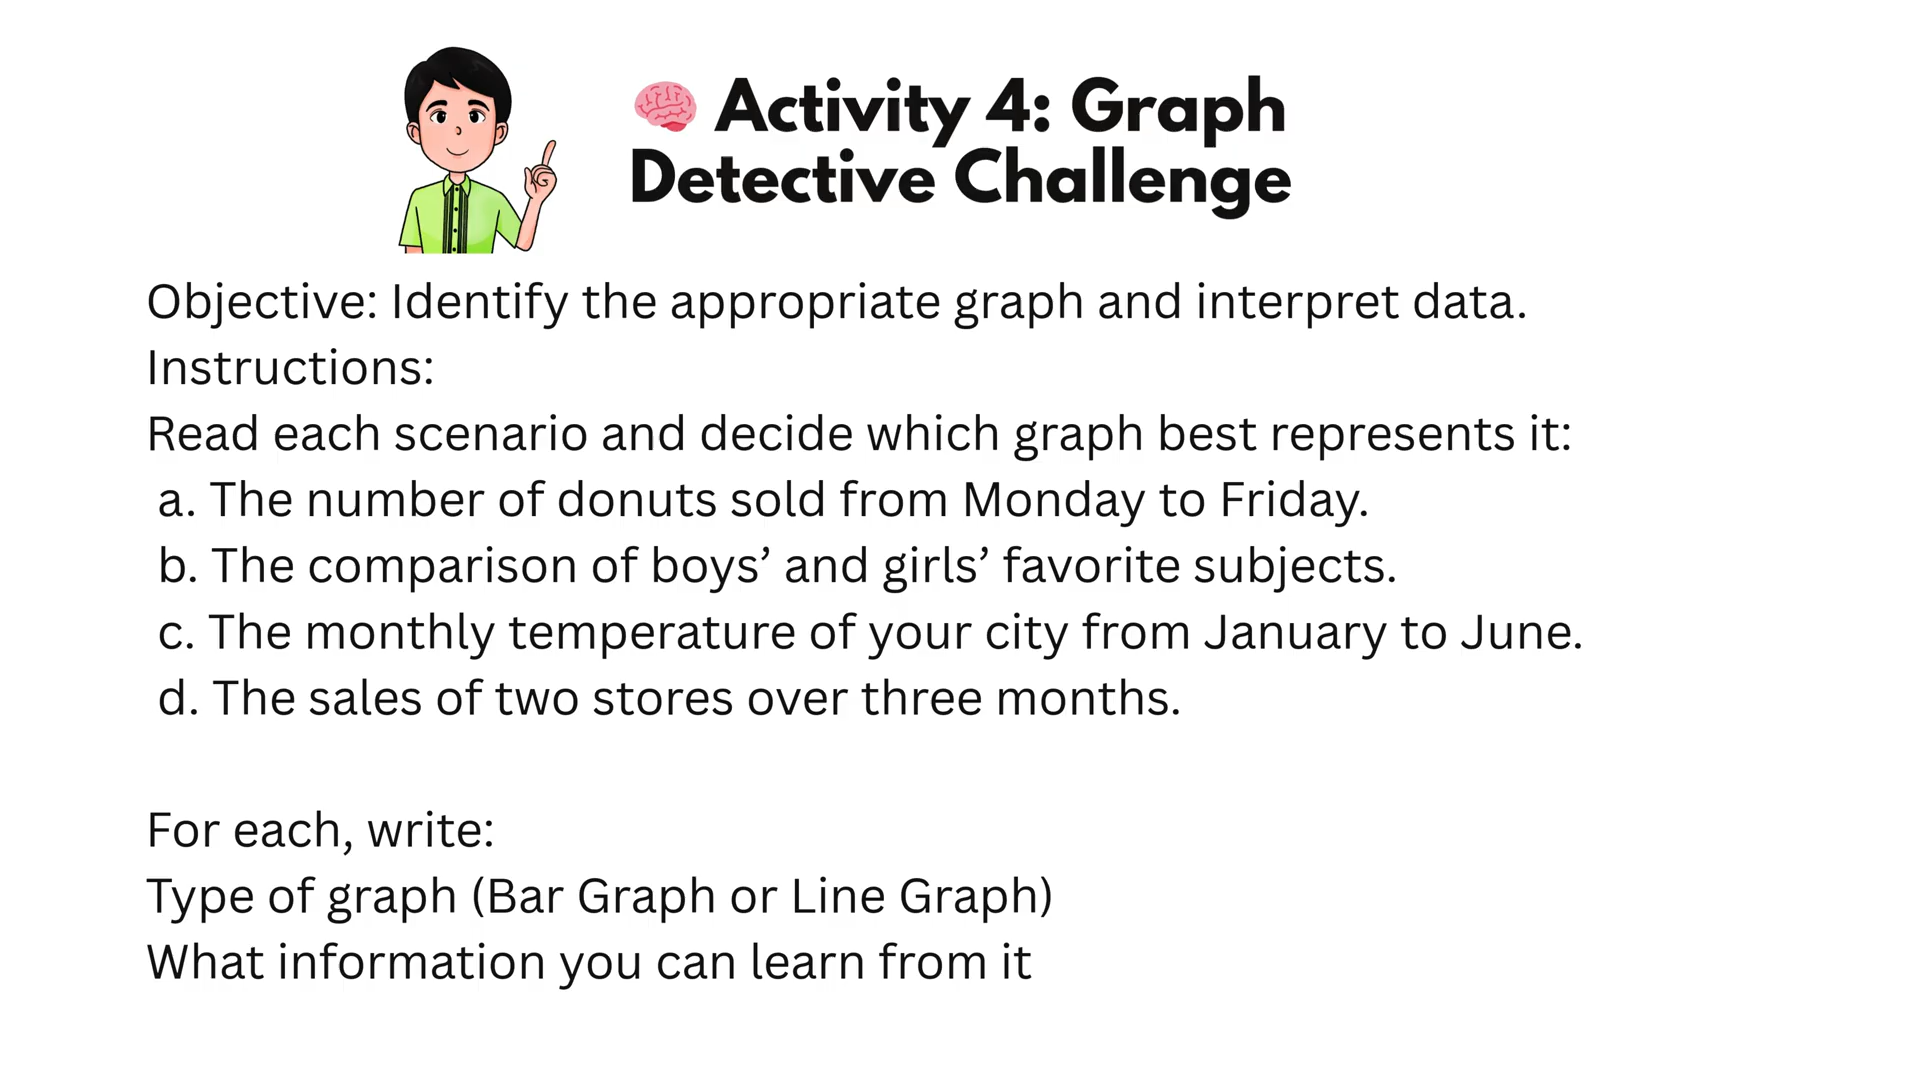 🧠 Activity 4: Graph
Detective Challenge
Objective: Identify the appropriate graph and interpret data.
Instructions:
Read each scenario and decide which graph best represents it:
a. The number of donuts sold from Monday to Friday.
b. The comparison of boys’ and girls’ favorite subjects.
c. The monthly temperature of your city from January to June.
d. The sales of two stores over three months.
For each, write:
Type of graph (Bar Graph or Line Graph)
What information you can learn from it